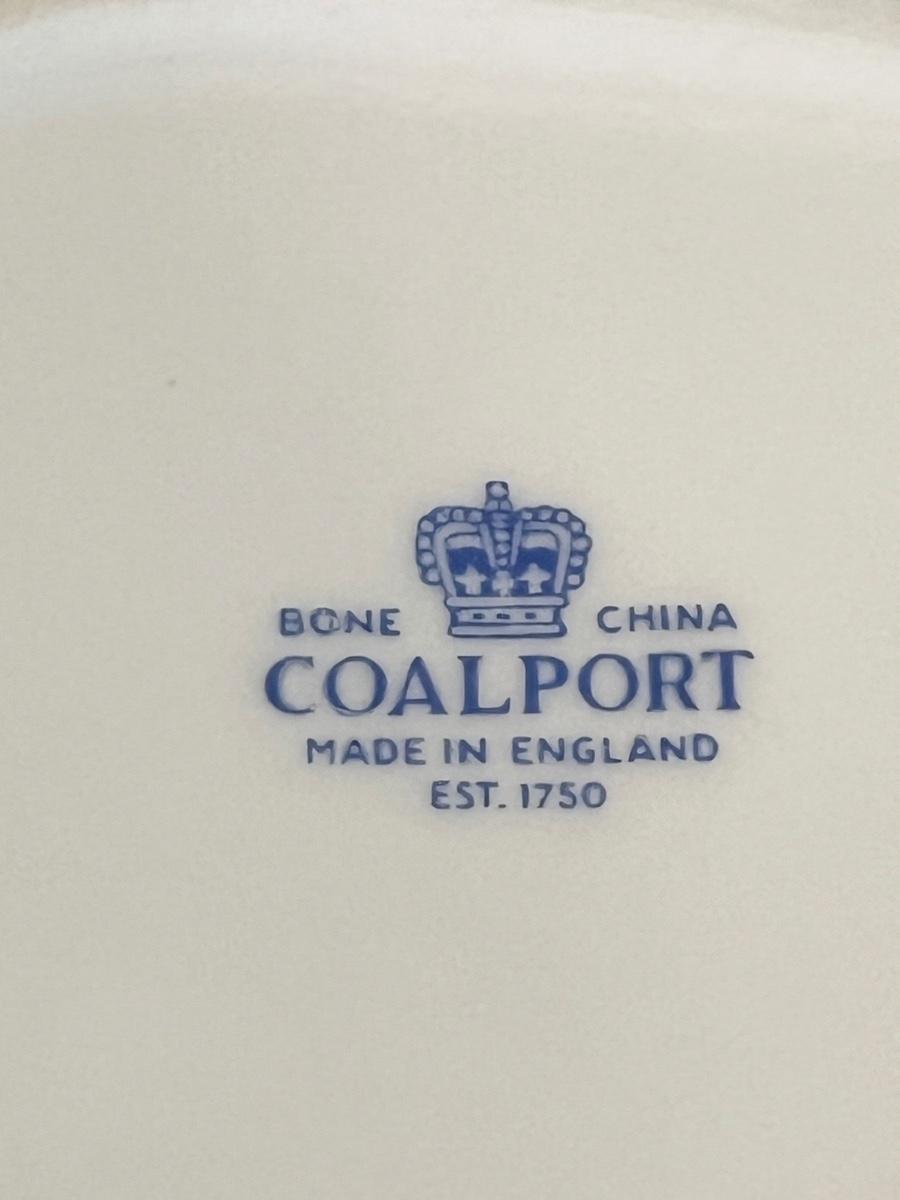 BONE CHINA
COALPORT
MADE IN ENGLAND
EST. 1750